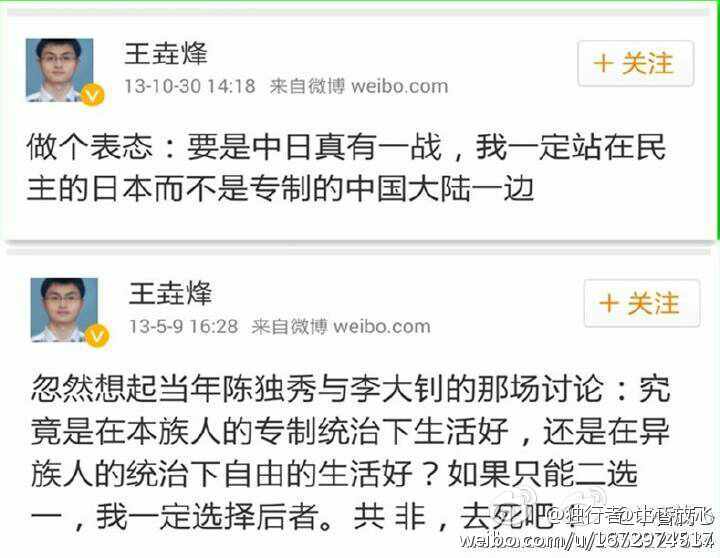 王垚烽
+ 关注
13-10-30 14:18 来自微博 weibo.com
做个表态：要是中日真有一战，我一定站在民
主的日本而不是专制的中国大陆一边
王垚烽
+ 关注
13-5-9 16:28 来自微博 weibo.com
忽然想起当年陈独秀与李大钊的那场讨论：究
竟是在本族人的专制统治下生活好，还是在异
族人的统治下自由的生活好？如果只能二选
一，我一定选择后者。共 非，去死吧！
@独行者